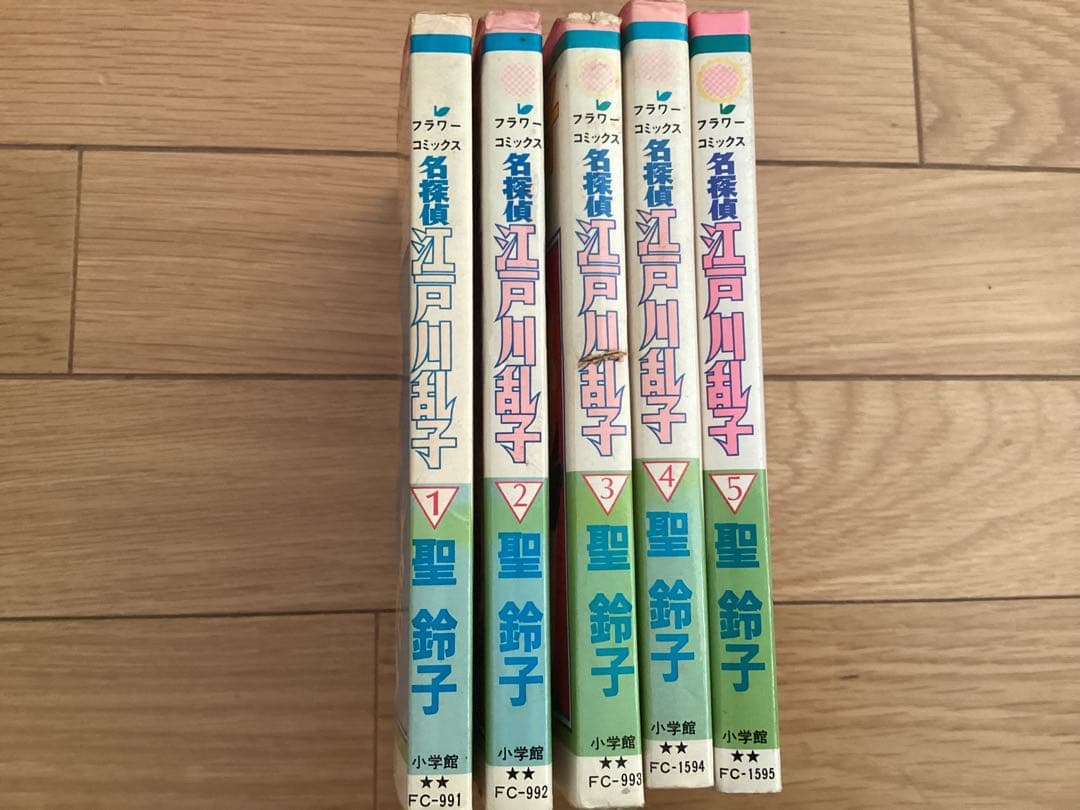 フラワー
コミックス
名探偵
江戸川乱子
1
聖 鈴子
小学館
★★
FC-991
フラワー
コミックス
名探偵
江戸川乱子
2
聖 鈴子
小学館
★★
FC-992
フラワー
コミックス
名探偵
江戸川乱子
3
聖 鈴子
小学館
★★
FC-993
フラワー
コミックス
名探偵
江戸川乱子
4
聖 鈴子
小学館
★★
FC-1594
フラワー
コミックス
名探偵
江戸川乱子
5
聖 鈴子
小学館
★★
FC-1595